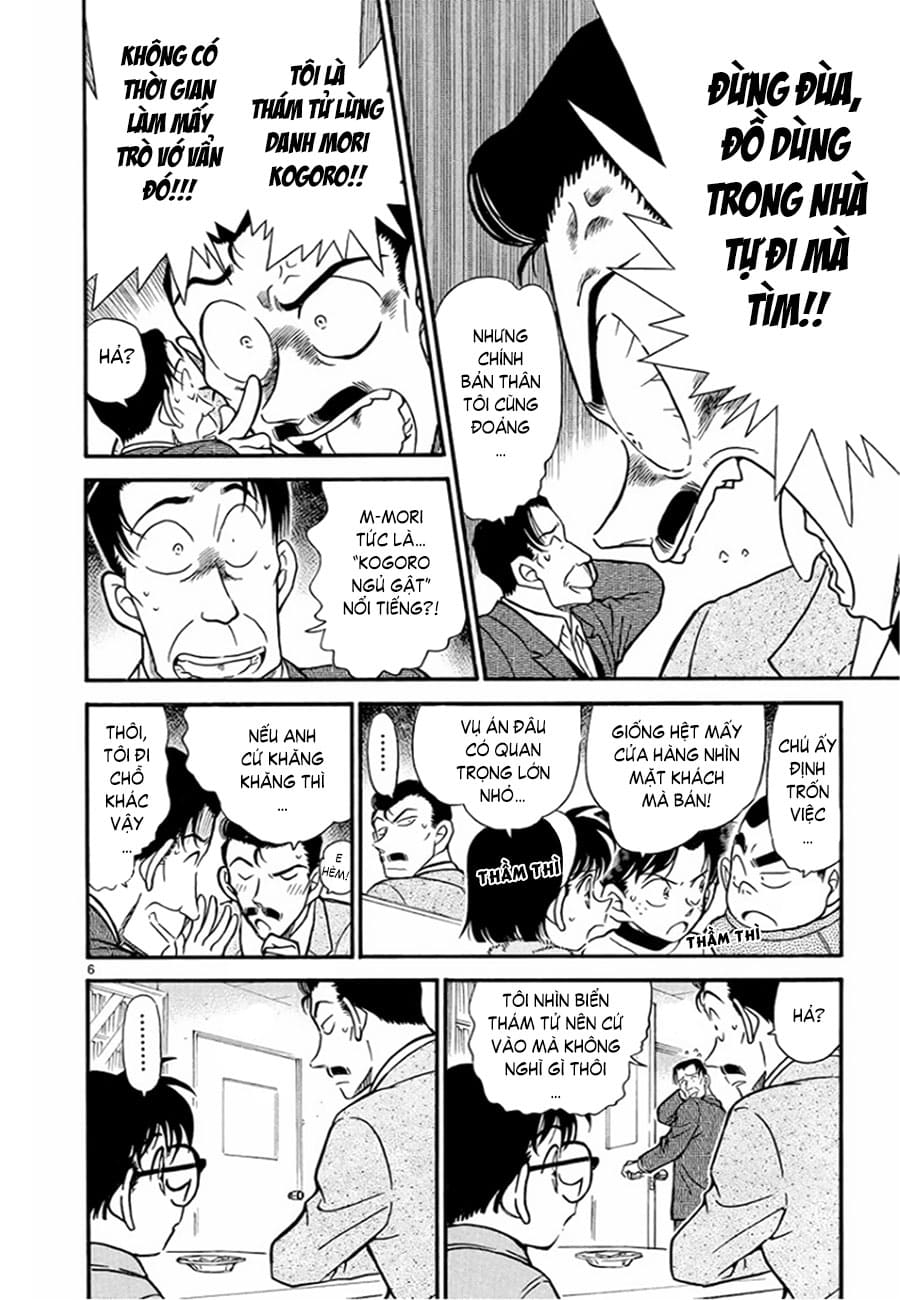 ĐỪNG ĐÙA,
ĐỒ DÙNG
TRONG NHÀ
TỰ ĐI MÀ
TÌM!!
NHƯNG
CHÍNH
BẢN THÂN
TÔI CŨNG
ĐOẢNG
...
TÔI LÀ
THÁM TỬ LỪNG
DANH MORI
KOGORO!!
KHÔNG CÓ
THỜI GIAN
LÀM MẤY
TRÒ VỚ VẨN
ĐÓ!!!
HẢ?
M-MORI
TỨC LÀ...
"KOGORO
NGỦ GẬT"
NỔI TIẾNG?!
CHÚ ẤY
ĐỊNH
TRỐN
VIỆC
...
GIỐNG HỆT MẤY
CỬA HÀNG NHÌN
MẶT KHÁCH
MÀ BÁN!
VỤ ÁN ĐÂU
CÓ QUAN
TRỌNG LỚN
NHỎ...
THẦM THÌ
THẦM THÌ
........
NẾU ANH
CỨ KHĂNG
KHĂNG THÌ
...
E
HÈM!
THÔI,
TÔI ĐI
CHỖ
KHÁC
VẬY
...
HẢ?
TÔI NHÌN BIỂN
THÁM TỬ NÊN CỨ
VÀO MÀ KHÔNG
NGHĨ GÌ THÔI
...
........
6